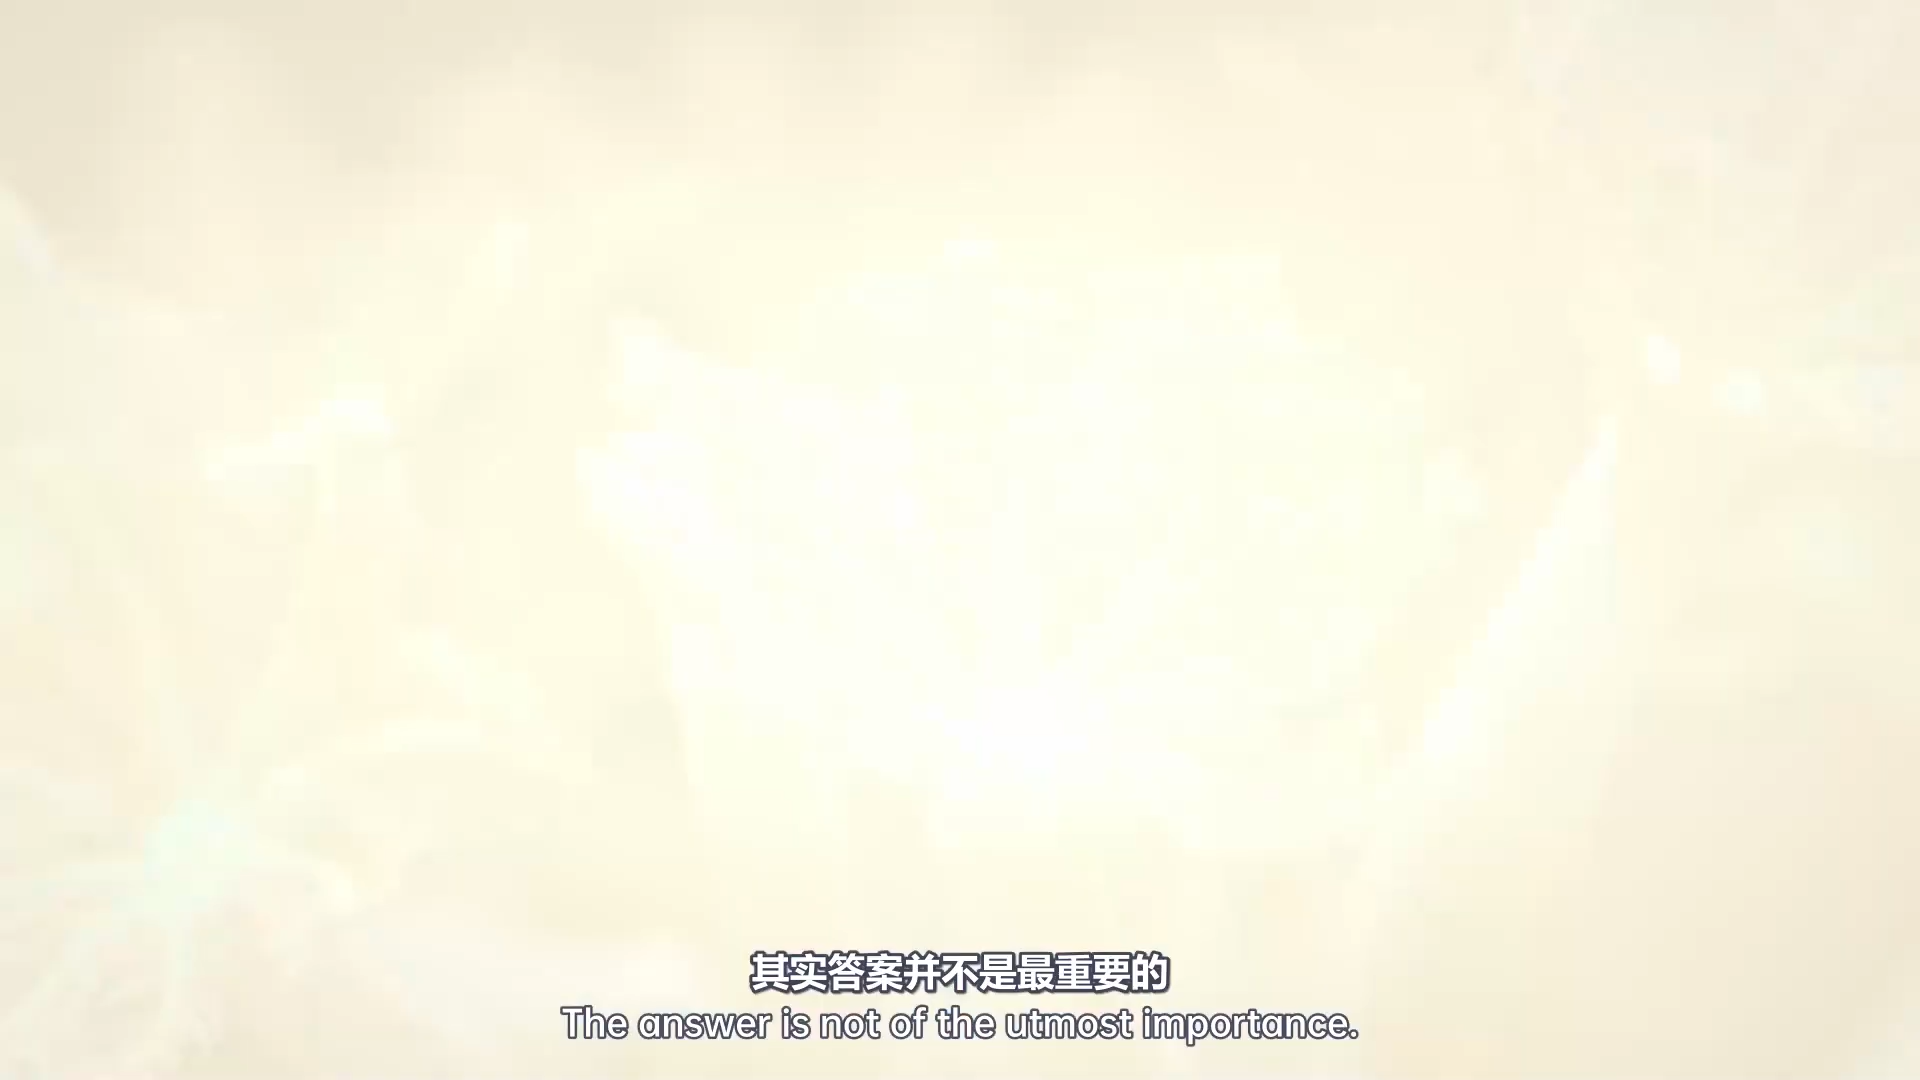 其实答案并不是最重要的
The answer is not of the utmost importance.